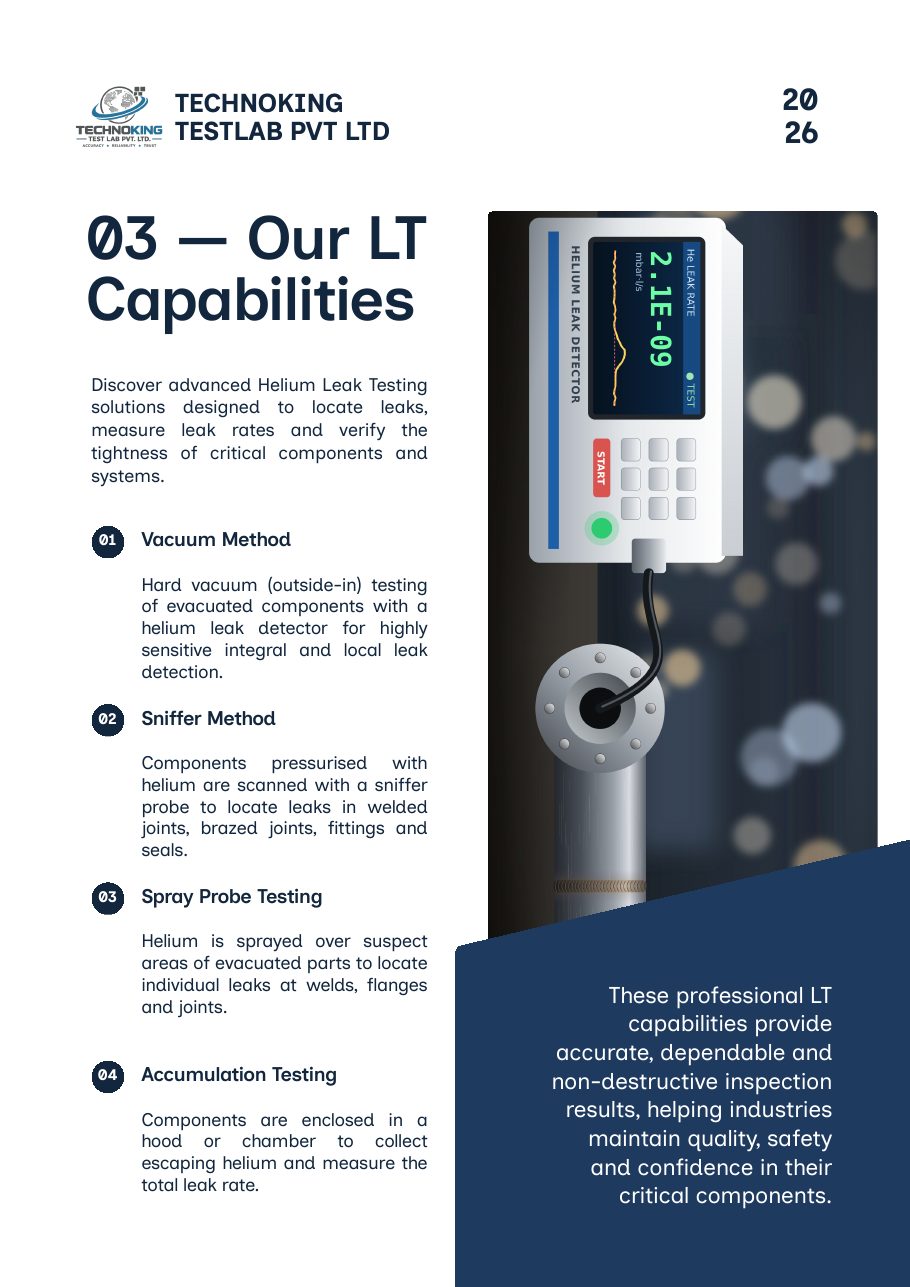 TECHNOKING
TEST LAB PVT. LTD.
ACCURACY • RELIABILITY • TRUST
TECHNOKING
TESTLAB PVT LTD
20
26
03 — Our LT
Capabilities
Discover advanced Helium Leak Testing
solutions designed to locate leaks,
measure leak rates and verify the
tightness of critical components and
systems.
01 Vacuum Method
Hard vacuum (outside-in) testing
of evacuated components with a
helium leak detector for highly
sensitive integral and local leak
detection.
02 Sniffer Method
Components pressurised with
helium are scanned with a sniffer
probe to locate leaks in welded
joints, brazed joints, fittings and
seals.
03 Spray Probe Testing
Helium is sprayed over suspect
areas of evacuated parts to locate
individual leaks at welds, flanges
and joints.
04 Accumulation Testing
Components are enclosed in a
hood or chamber to collect
escaping helium and measure the
total leak rate.
He LEAK RATE
TEST
2.1E-09
mbar·l/s
HELIUM LEAK DETECTOR
START
These professional LT
capabilities provide
accurate, dependable and
non-destructive inspection
results, helping industries
maintain quality, safety
and confidence in their
critical components.